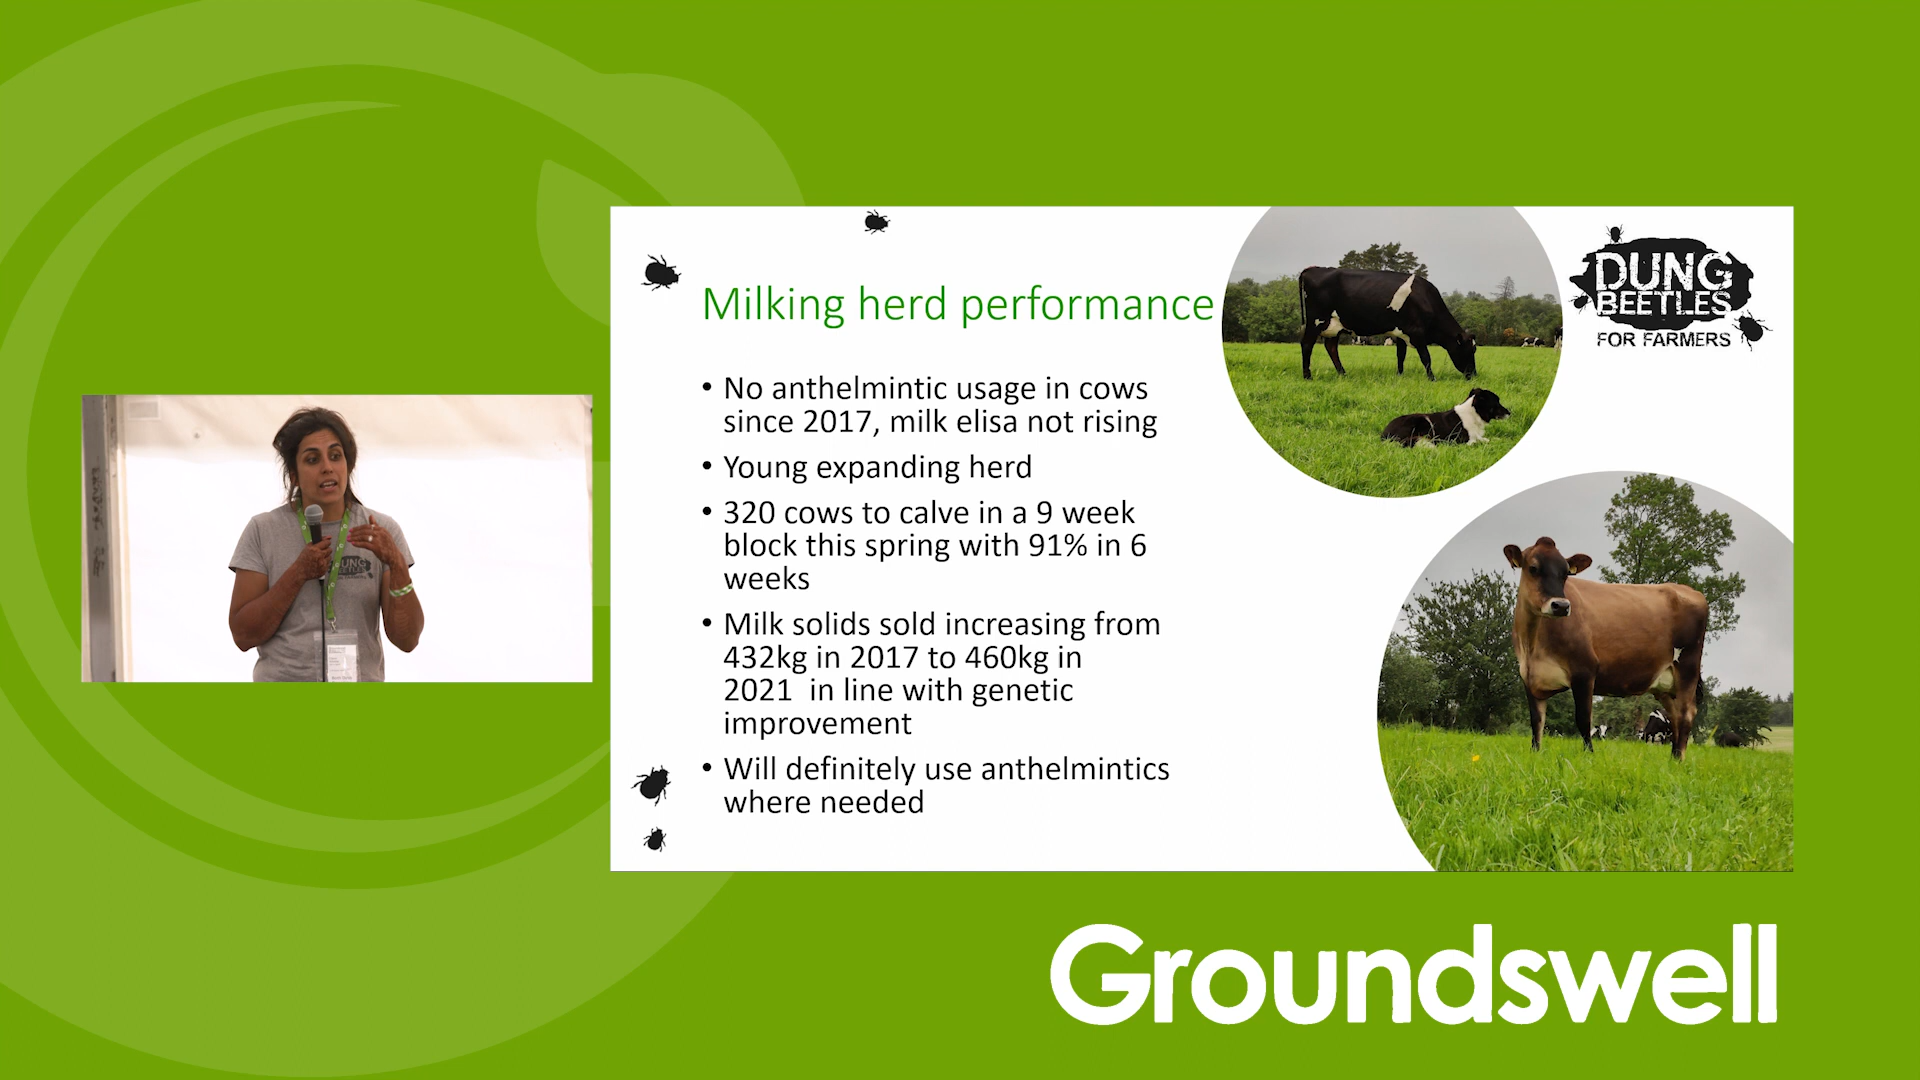 Milking herd performance
• No anthelmintic usage in cows
since 2017, milk elisa not rising
• Young expanding herd
• 320 cows to calve in a 9 week
block this spring with 91% in 6
weeks
• Milk solids sold increasing from
432kg in 2017 to 460kg in
2021  in line with genetic
improvement
• Will definitely use anthelmintics
where needed
DUNG
BEETLES
FOR FARMERS
Groundswell